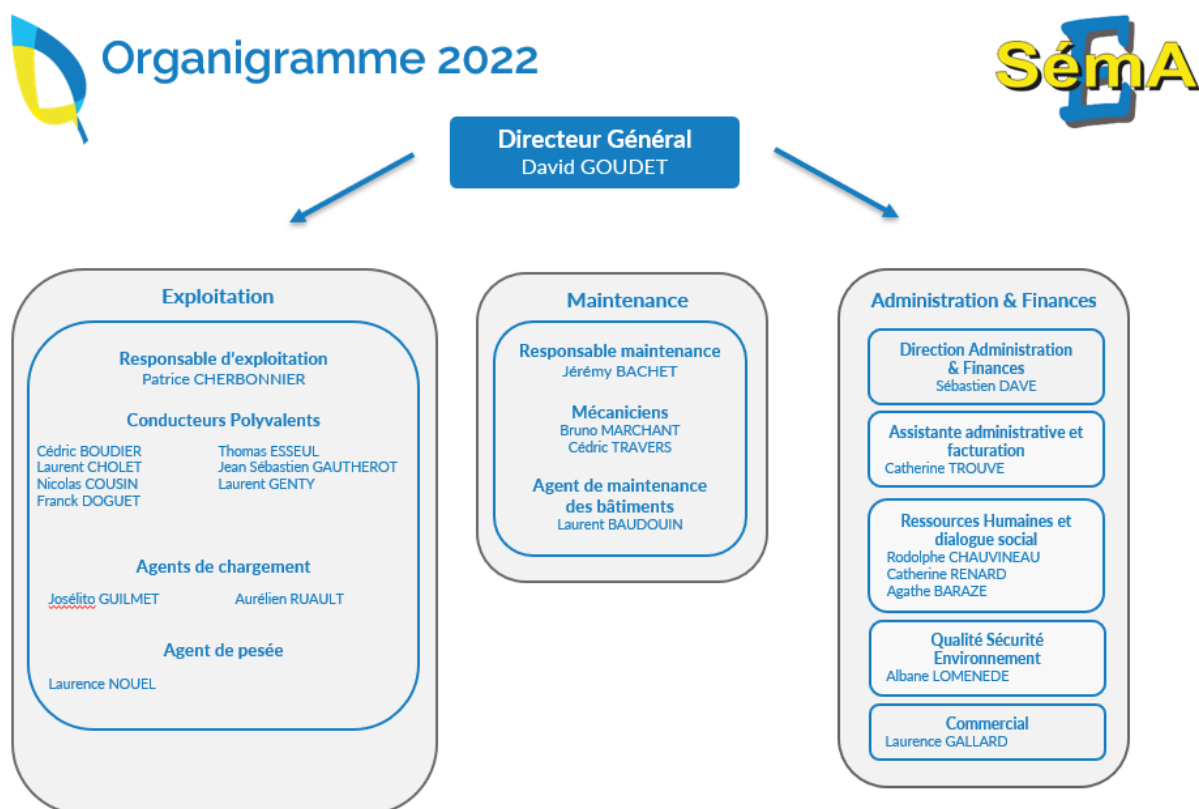 Organigramme 2022
SémA E
Directeur Général
David GOUDET
Exploitation
Responsable d'exploitation
Patrice CHERBONNIER
Conducteurs Polyvalents
Cédric BOUDIER Thomas ESSEUL
Laurent CHOLET Jean Sébastien GAUTHEROT
Nicolas COUSIN Laurent GENTY
Franck DOGUET
Agents de chargement
Josélito GUILMET Aurélien RUAULT
Agent de pesée
Laurence NOUEL
Maintenance
Responsable maintenance
Jérémy BACHET
Mécaniciens
Bruno MARCHANT
Cédric TRAVERS
Agent de maintenance
des bâtiments
Laurent BAUDOUIN
Administration & Finances
Direction Administration
& Finances
Sébastien DAVE
Assistante administrative et
facturation
Catherine TROUVE
Ressources Humaines et
dialogue social
Rodolphe CHAUVINEAU
Catherine RENARD
Agathe BARAZE
Qualité Sécurité
Environnement
Albane LOMENEDE
Commercial
Laurence GALLARD